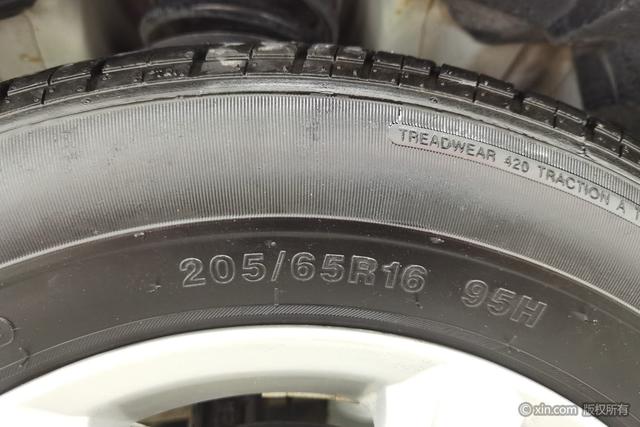 TREADWEAR 420 TRACTION A
205/65R16 95H
© xin.com 版权所有